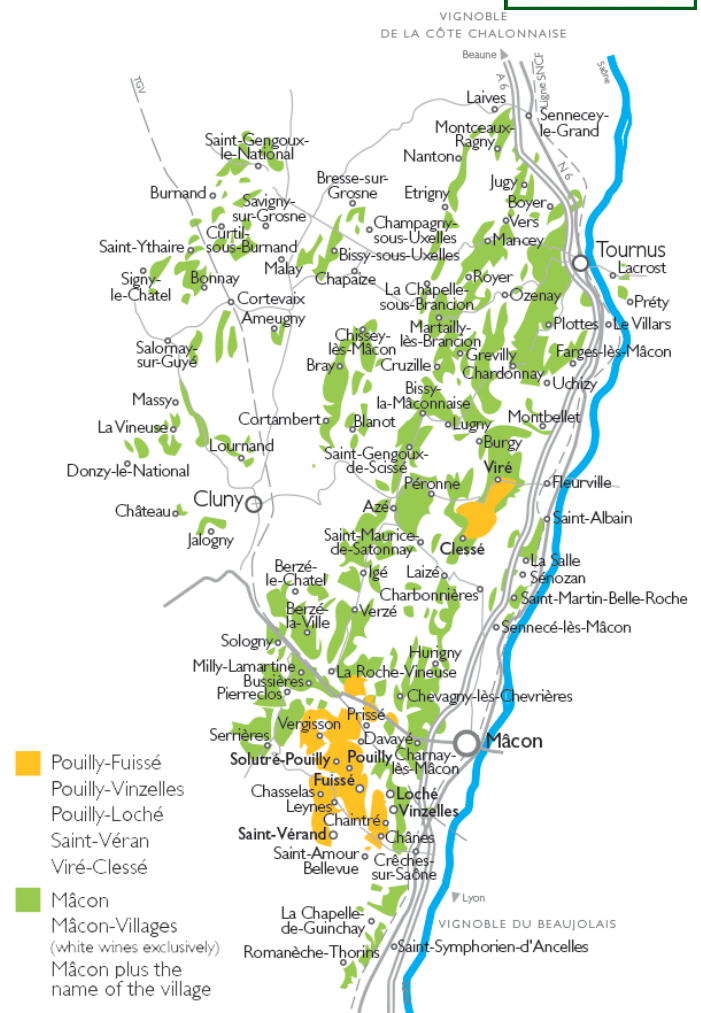 VIGNOBLE
DE LA CÔTE CHALONNAISE
Beaune
A 6
Ligne SNCF
Saône
TGV
Laives
Sennecey-
le-Grand
Montceaux-
Ragny
Nanton
N 6
Saint-Gengoux-
le-National
Bresse-sur-
Grosne
Etrigny
Jugy
Burnand
Savigny-
sur-Grosne
Boyer
Champagny-
sous-Uxelles
Vers
Curtil-
sous-Burnand
Mancey
Saint-Ythaire
Bissy-sous-Uxelles
Tournus
Malay
Lacrost
Signy-
le-Chatel
Bonnay
Chapaize
Royer
La Chapelle-
sous-Brancion
Ozenay
Préty
Cortevaix
Ameugny
Martailly-
lès-Brancion
Plottes
Le Villars
Chissey-
lès-Mâcon
Salornay-
sur-Guye
Grevilly
Farges-lès-Mâcon
Bray
Cruzille
Chardonnay
Uchizy
Bissy-
la-Mâconnaise
Massy
Montbellet
Cortambert
Blanot
Lugny
La Vineuse
Burgy
Lournand
Saint-Gengoux-
de-Scissé
Viré
Donzy-le-National
Péronne
Fleurville
Cluny
Azé
Château
Saint-Albain
Jalogny
Saint-Maurice-
de-Satonnay
Clessé
La Salle
Berzé-
le-Chatel
Igé
Laizé
Sénozan
Charbonnières
Saint-Martin-Belle-Roche
Berzé-
la-Ville
Verzé
Sennecé-lès-Mâcon
Sologny
Hurigny
Milly-Lamartine
La Roche-Vineuse
Bussières
Pierreclos
Chevagny-lès-Chevrières
Prissé
Vergisson
Serrières
Davayé
Mâcon
Charnay-
lès-Mâcon
Solutré-Pouilly
Pouilly
Fuissé
Chasselas
Loché
Leynes
Vinzelles
Chaintré
Saint-Vérand
Chânes
Saint-Amour
Bellevue
Crêches-
sur-Saône
Lyon
La Chapelle-
de-Guinchay
VIGNOBLE DU BEAUJOLAIS
Romanèche-Thorins
Saint-Symphorien-d'Ancelles
Pouilly-Fuissé
Pouilly-Vinzelles
Pouilly-Loché
Saint-Véran
Viré-Clessé
Mâcon
Mâcon-Villages
(white wines exclusively)
Mâcon plus the
name of the village